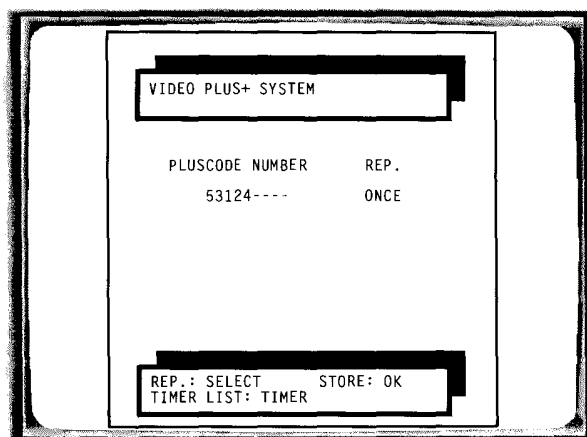 VIDEO PLUS+ SYSTEM
PLUSCODE NUMBER REP.
53124---- ONCE
REP.: SELECT STORE: OK
TIMER LIST: TIMER